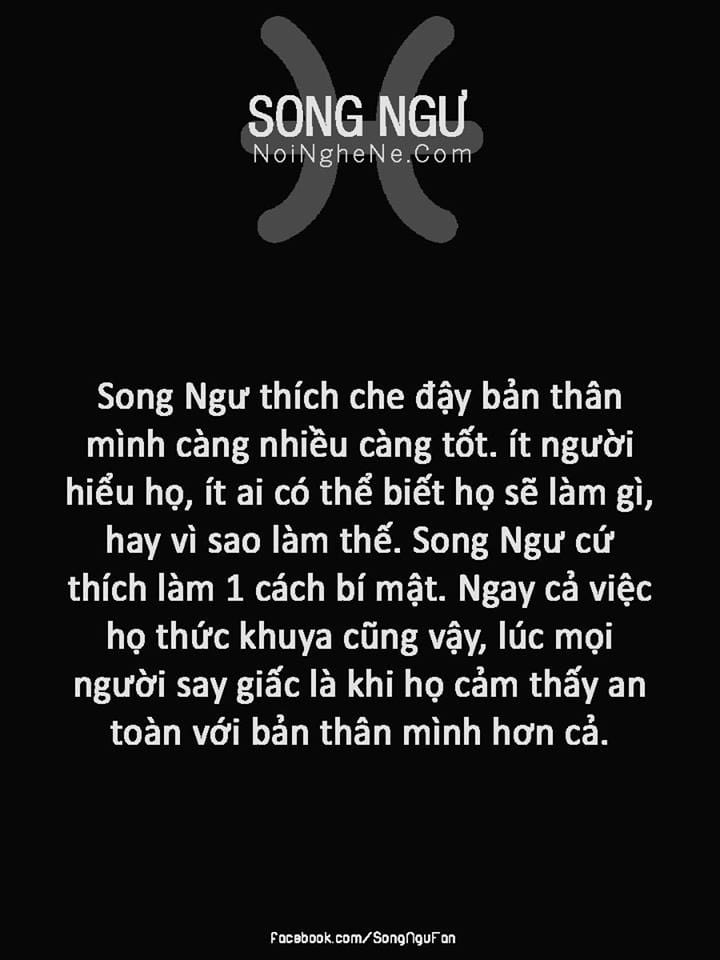 SONG NGƯ
NoiNgheNe.Com
Song Ngư thích che đậy bản thân
mình càng nhiều càng tốt. ít người
hiểu họ, ít ai có thể biết họ sẽ làm gì,
hay vì sao làm thế. Song Ngư cứ
thích làm 1 cách bí mật. Ngay cả việc
họ thức khuya cũng vậy, lúc mọi
người say giấc là khi họ cảm thấy an
toàn với bản thân mình hơn cả.
Facebook.com/SongNguFan